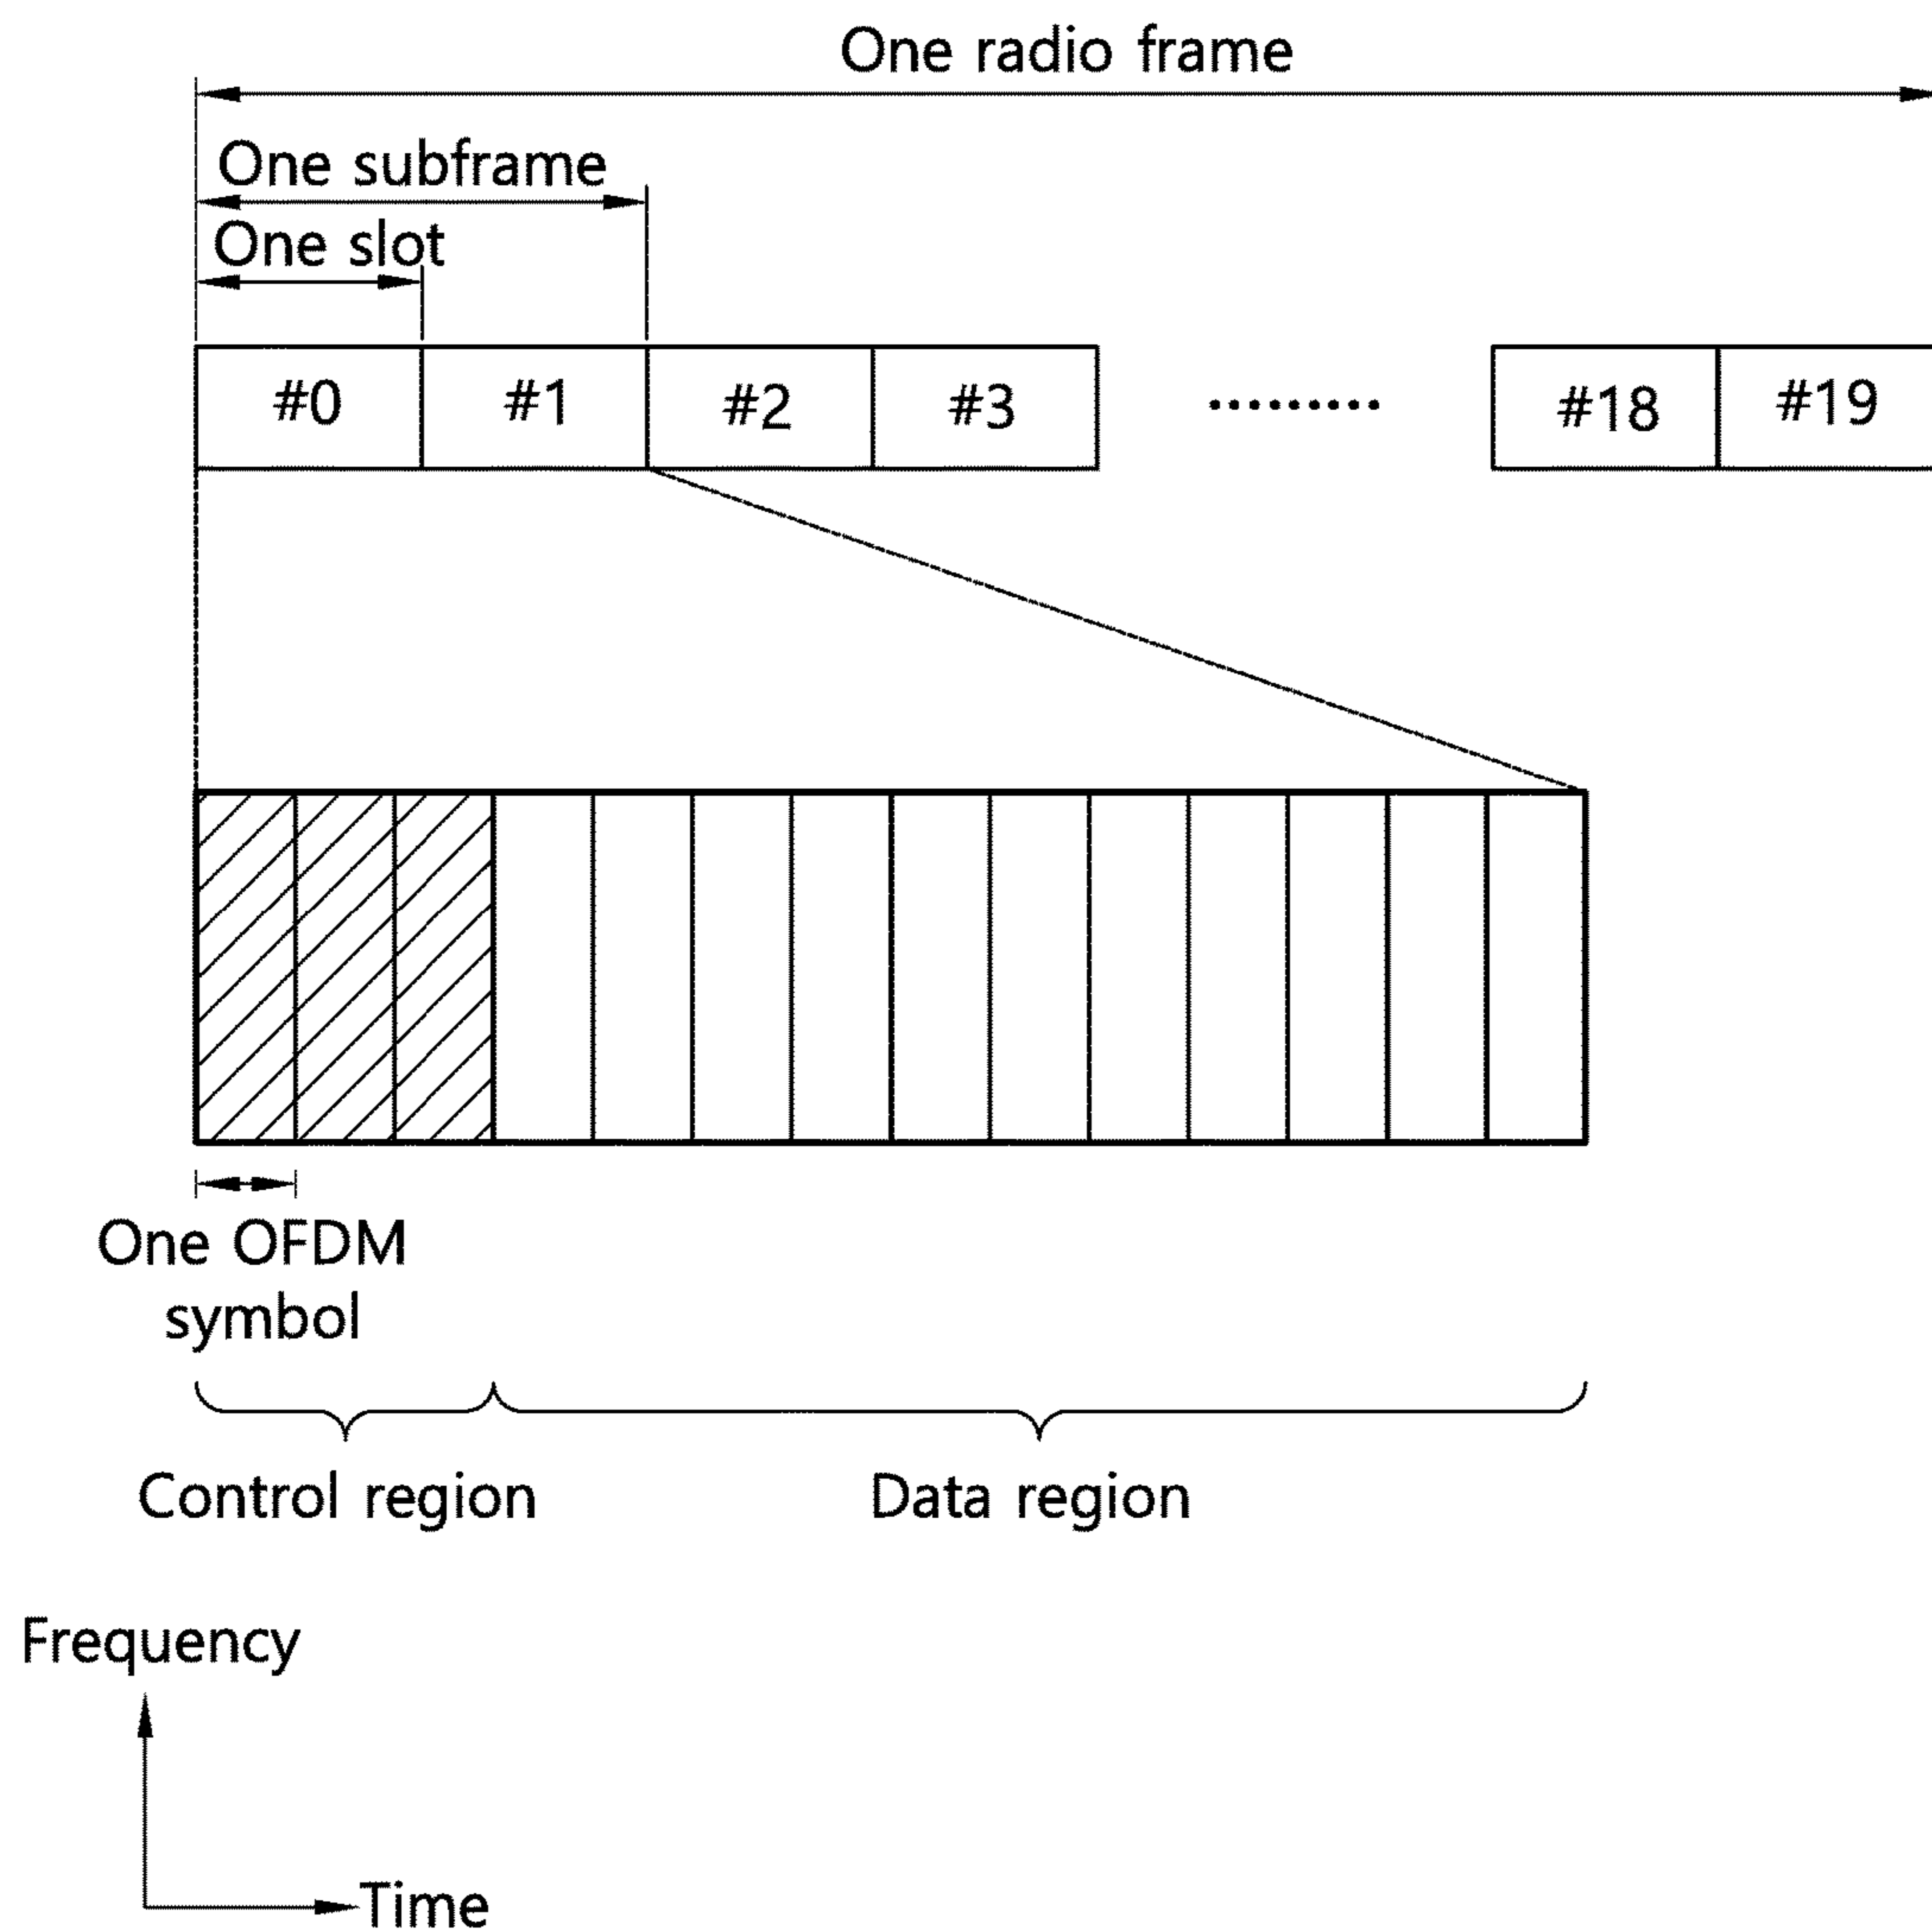 One radio frame
One subframe
One slot
#0 #1 #2 #3 ......... #18 #19
One OFDM
symbol
Control region Data region
Frequency
Time